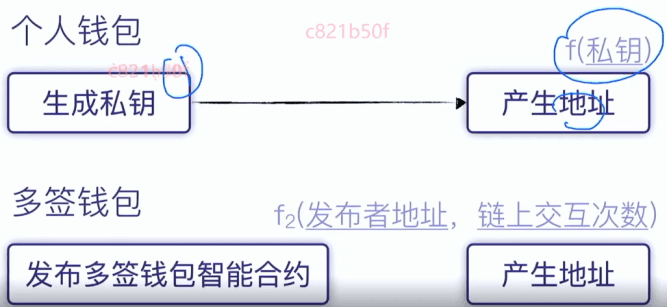 个人钱包
c821b50f
f(私钥)
c821b50f
生成私钥
产生地址
多签钱包
f₂(发布者地址，链上交互次数)
发布多签钱包智能合约
产生地址